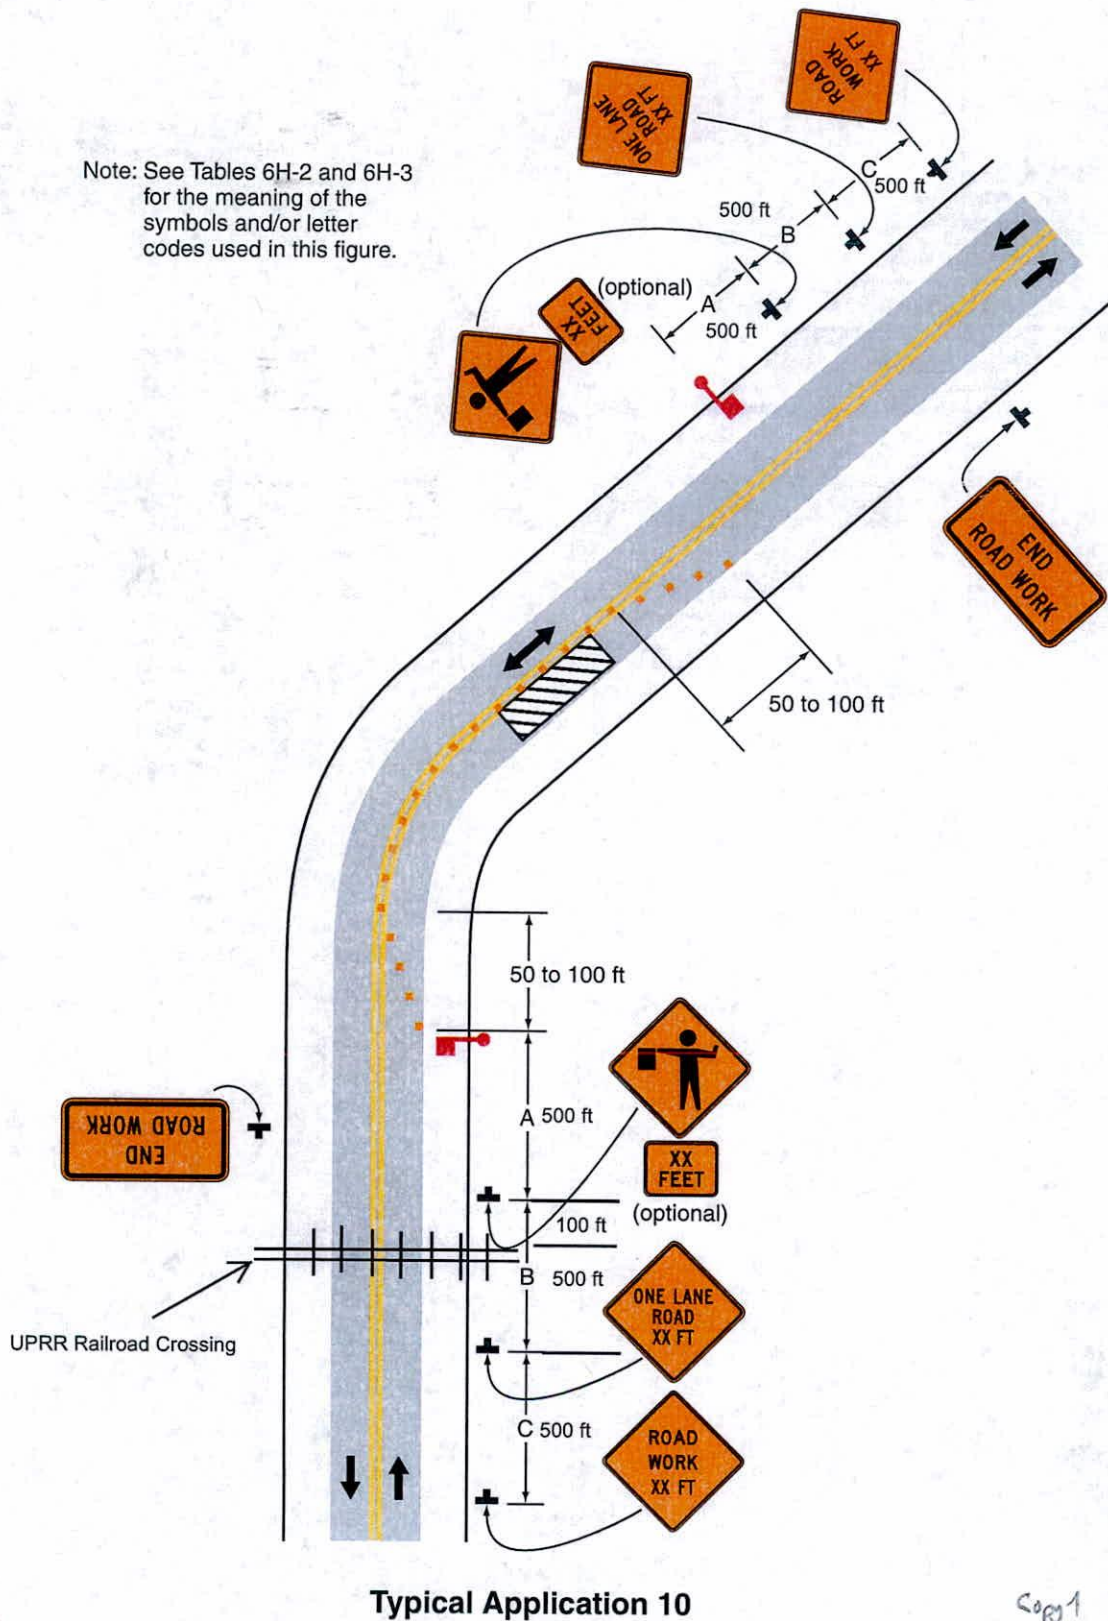 ROAD
WORK
XX FT
ONE LANE
ROAD
XX FT
Note: See Tables 6H-2 and 6H-3
for the meaning of the
symbols and/or letter
codes used in this figure.
C
500 ft
500 ft
B
(optional)
XX
FEET
A
500 ft
END
ROAD WORK
50 to 100 ft
50 to 100 ft
A 500 ft
END
ROAD WORK
XX
FEET
(optional)
100 ft
B 500 ft
ONE LANE
ROAD
XX FT
UPRR Railroad Crossing
C 500 ft
ROAD
WORK
XX FT
Typical Application 10